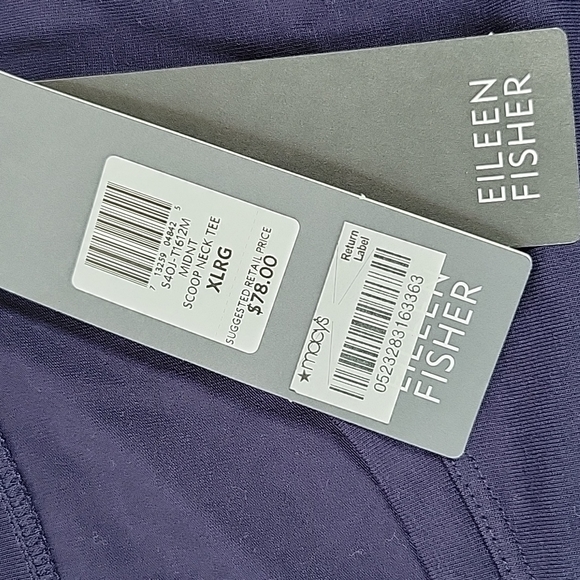 EILEEN
FISHER
7 13259 04842 5
S4OJ-T1612M
MIDNT
SCOOP NECK TEE
XLRG
SUGGESTED RETAIL PRICE
$78.00
Return
Label
★macy's
0523283163363
EILEEN
FISHER